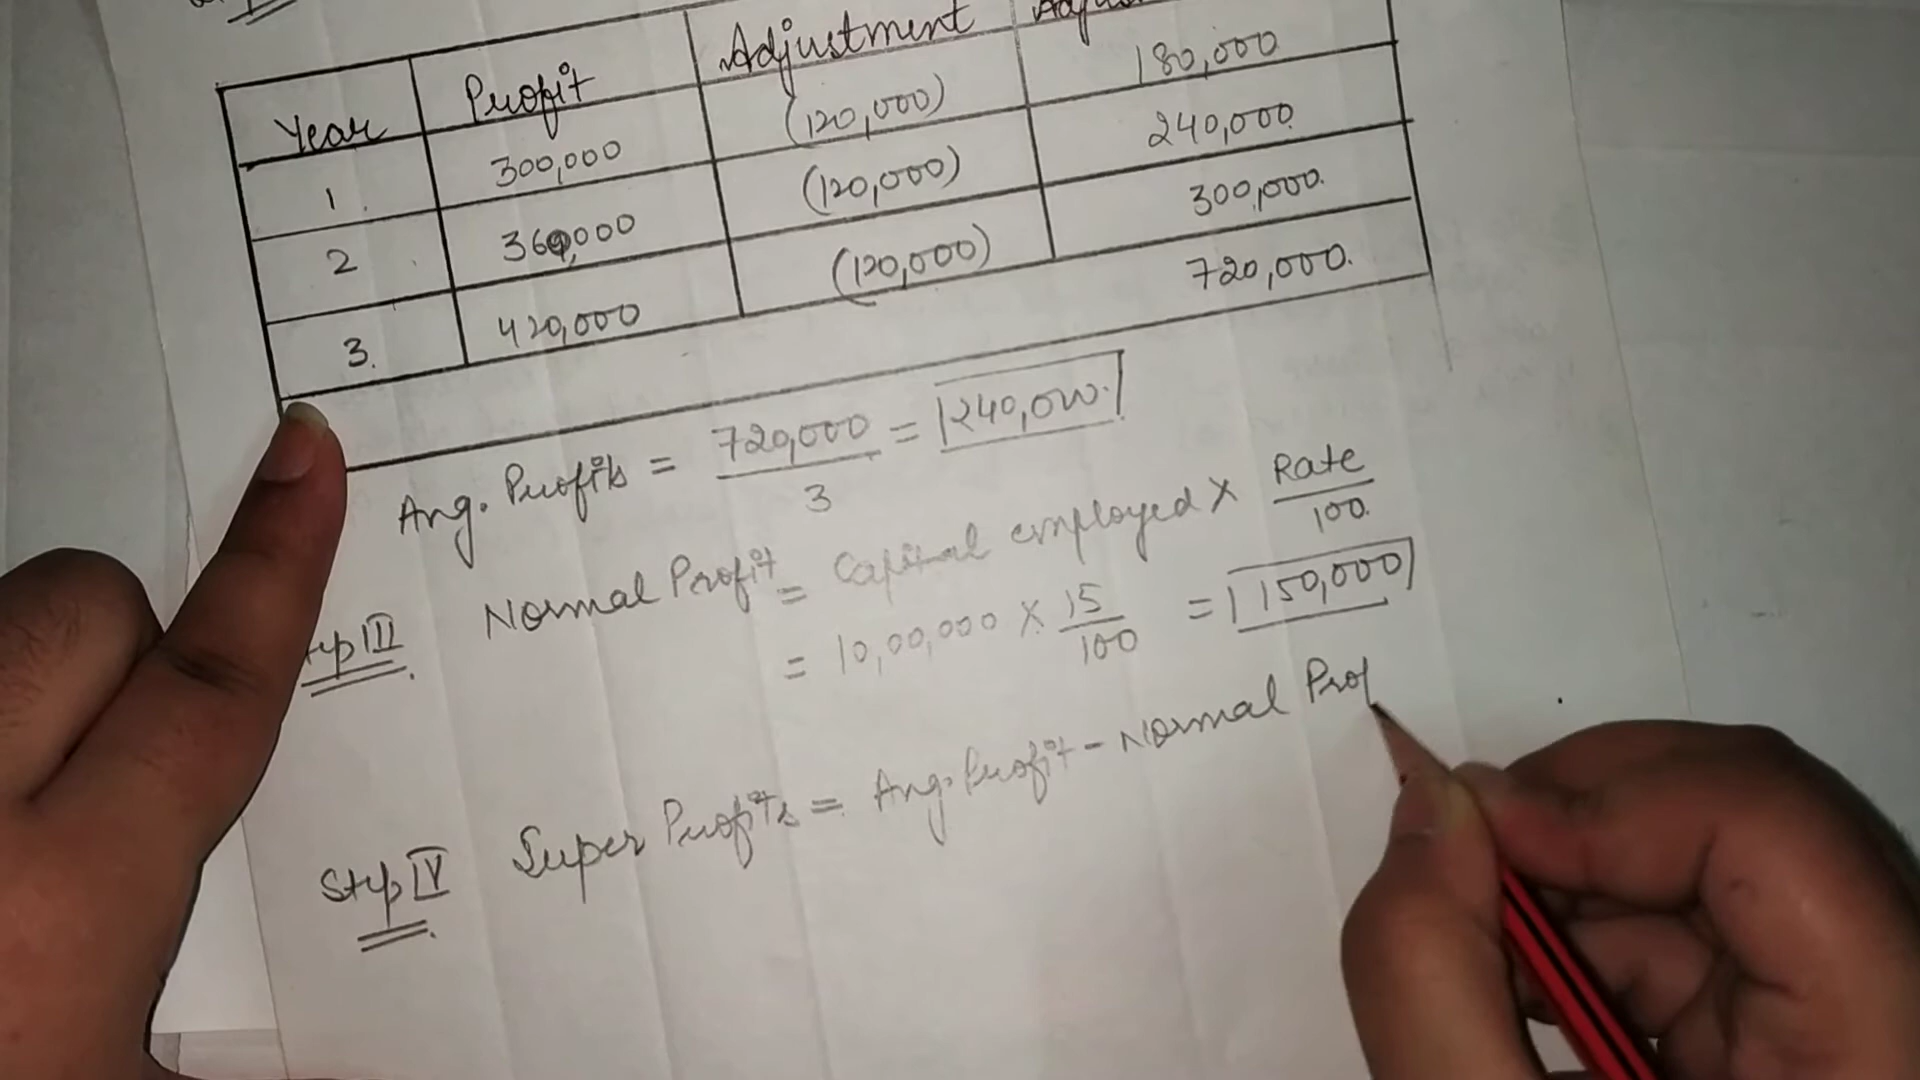 Year Profit Adjustment
1. 300,000 (120,000) 180,000
2 360,000 (120,000) 240,000.
3. 420,000 (120,000) 300,000.
720,000.
Avg. Profits = 720,000 / 3 = 240,000.
Step III Normal Profit = Capital employed X Rate / 100.
= 10,00,000 X 15 / 100 = 150,000
Step IV Super Profits = Avg. Profit - Normal Prof